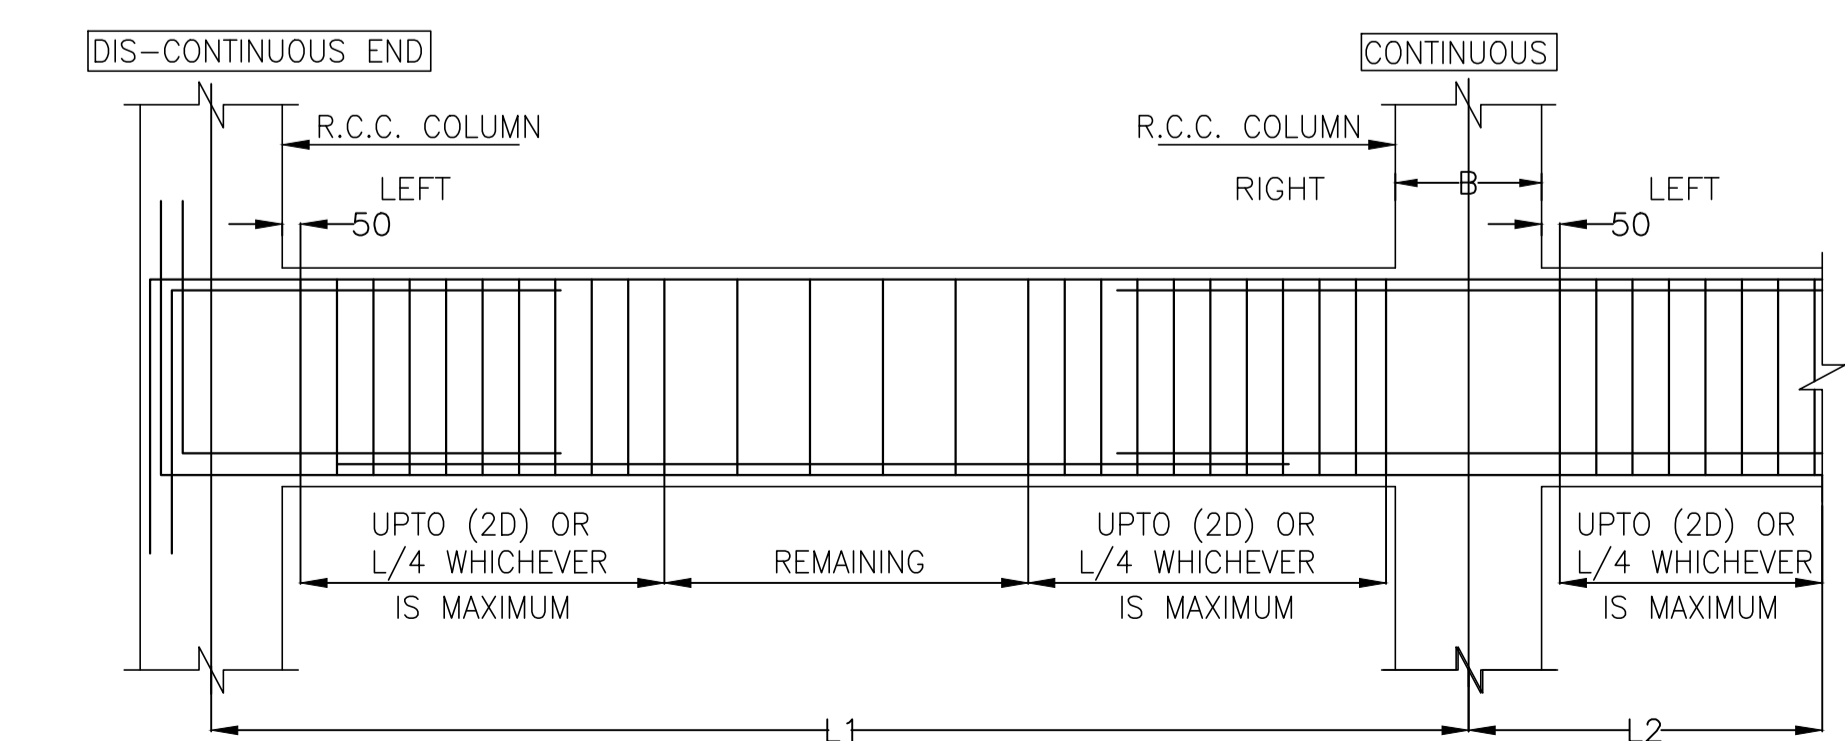 DIS-CONTINUOUS END
CONTINUOUS
R.C.C. COLUMN
R.C.C. COLUMN
LEFT
RIGHT
B
LEFT
50
50
UPTO (2D) OR
L/4 WHICHEVER
IS MAXIMUM
REMAINING
UPTO (2D) OR
L/4 WHICHEVER
IS MAXIMUM
UPTO (2D) OR
L/4 WHICHEVER
IS MAXIMUM
L1
L2